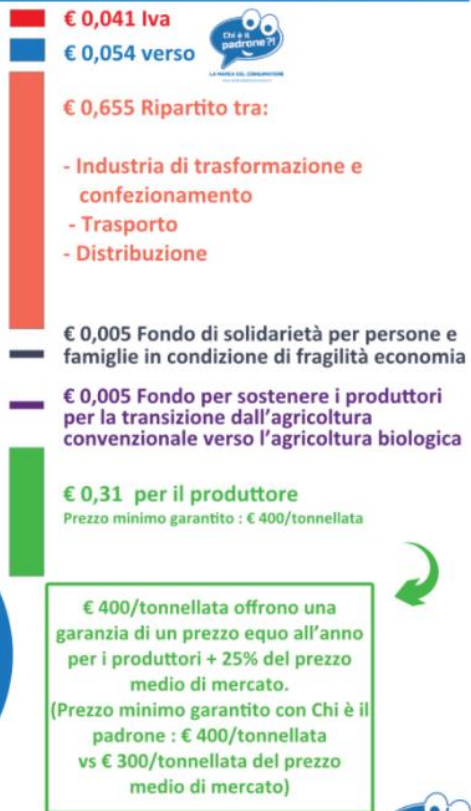 € 0,041 Iva
€ 0,054 verso
Chi è il
padrone?!
LA MARCA DEL CONSUMATORE
€ 0,655 Ripartito tra:
- Industria di trasformazione e
confezionamento
- Trasporto
- Distribuzione
€ 0,005 Fondo di solidarietà per persone e
famiglie in condizione di fragilità economia
€ 0,005 Fondo per sostenere i produttori
per la transizione dall’agricoltura
convenzionale verso l’agricoltura biologica
€ 0,31 per il produttore
Prezzo minimo garantito : € 400/tonnellata
€ 400/tonnellata offrono una
garanzia di un prezzo equo all’anno
per i produttori + 25% del prezzo
medio di mercato.
(Prezzo minimo garantito con Chi è il
padrone : € 400/tonnellata
vs € 300/tonnellata del prezzo
medio di mercato)